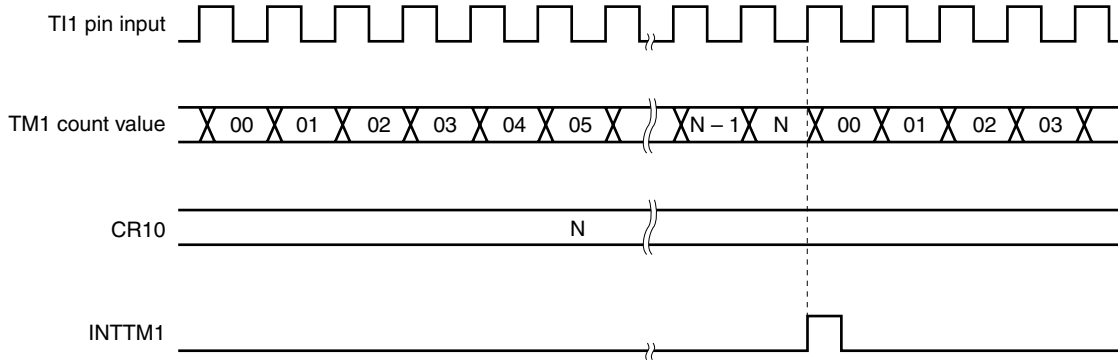 TI1 pin input
TM1 count value 00 01 02 03 04 05 N – 1 N 00 01 02 03
CR10 N
INTTM1